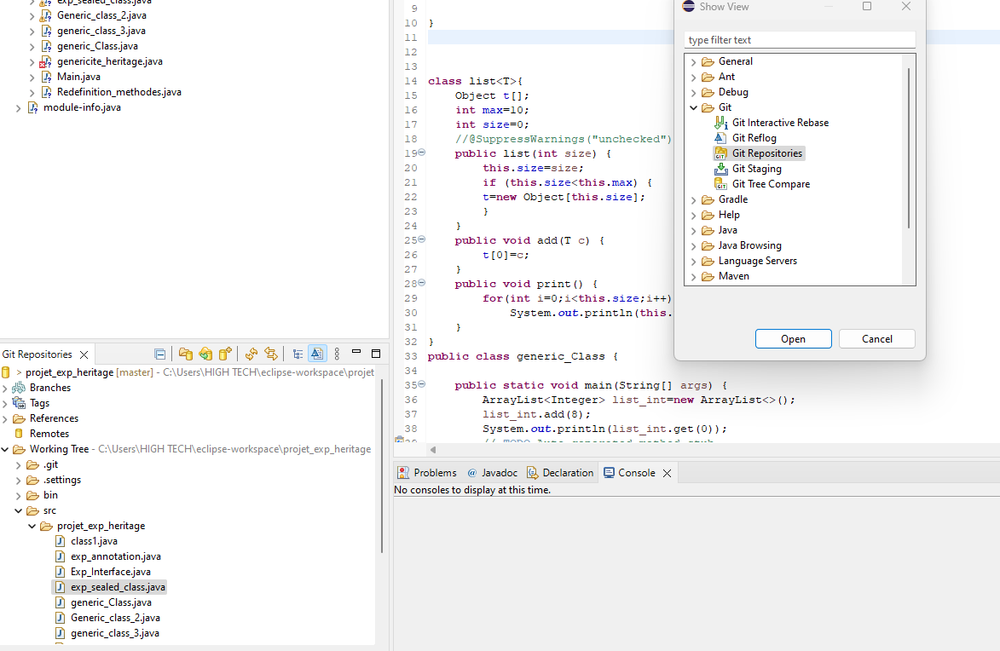 exp_sealed_class.java
Generic_class_2.java
generic_class_3.java
generic_Class.java
genericite_heritage.java
Main.java
Redefinition_methodes.java
module-info.java
Git Repositories
> projet_exp_heritage [master] - C:\Users\HIGH TECH\eclipse-workspace\projet
Branches
Tags
References
Remotes
Working Tree - C:\Users\HIGH TECH\eclipse-workspace\projet_exp_heritage
.git
.settings
bin
src
projet_exp_heritage
class1.java
exp_annotation.java
Exp_Interface.java
exp_sealed_class.java
generic_Class.java
Generic_class_2.java
generic_class_3.java
9
10 }
11
12
13
14 class list<T>{
15 Object t[];
16 int max=10;
17 int size=0;
18 //@SuppressWarnings("unchecked")
19 public list(int size) {
20 this.size=size;
21 if (this.size<this.max) {
22 t=new Object[this.size];
23 }
24 }
25 public void add(T c) {
26 t[0]=c;
27 }
28 public void print() {
29 for(int i=0;i<this.size;i++)
30 System.out.println(this.
31 }
32 }
33 public class generic_Class {
34
35 public static void main(String[] args) {
36 ArrayList<Integer> list_int=new ArrayList<>();
37 list_int.add(8);
38 System.out.println(list_int.get(0));
39 // TODO Auto-generated method stub
Problems
@ Javadoc
Declaration
Console
No consoles to display at this time.
Show View
type filter text
General
Ant
Debug
Git
Git Interactive Rebase
Git Reflog
Git Repositories
Git Staging
Git Tree Compare
Gradle
Help
Java
Java Browsing
Language Servers
Maven
Open
Cancel